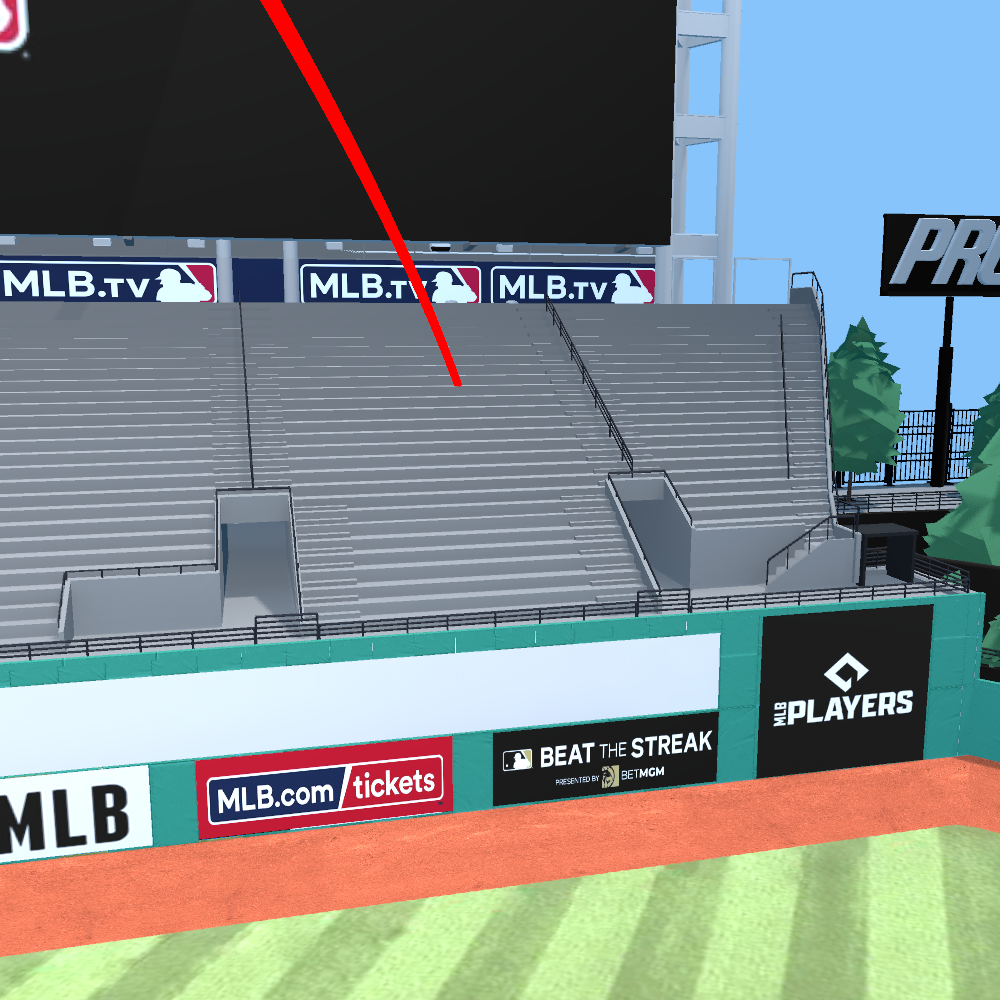 MLB.TV
MLB.TV
MLB.TV
PRO
MLB PLAYERS
BEAT THE STREAK
PRESENTED BY BETMGM
MLB.com/tickets
MLB